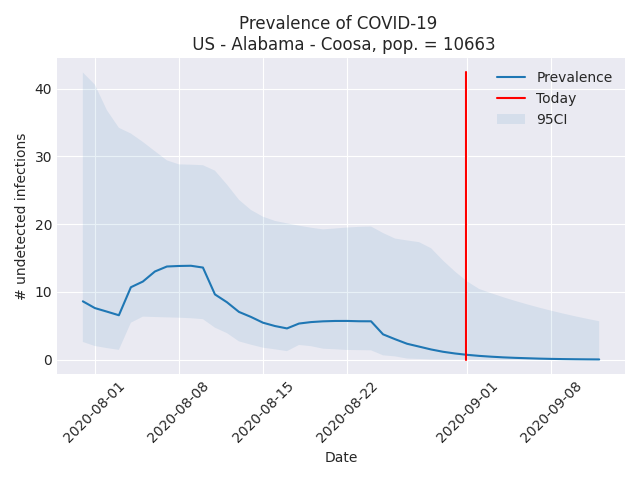 Prevalence of COVID-19
US - Alabama - Coosa, pop. = 10663
Prevalence
Today
95CI
# undetected infections
40
30
20
10
0
2020-08-01
2020-08-08
2020-08-15
2020-08-22
2020-09-01
2020-09-08
Date